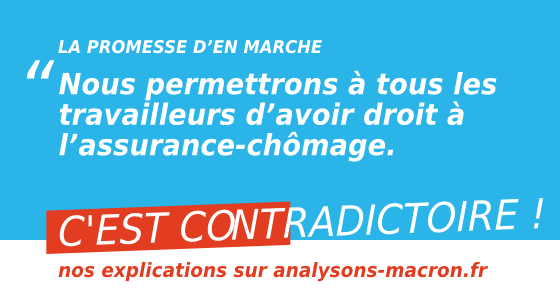 LA PROMESSE D’EN MARCHE
“ Nous permettrons à tous les
travailleurs d’avoir droit à
l’assurance-chômage.
C'EST CONTRADICTOIRE !
nos explications sur analysons-macron.fr